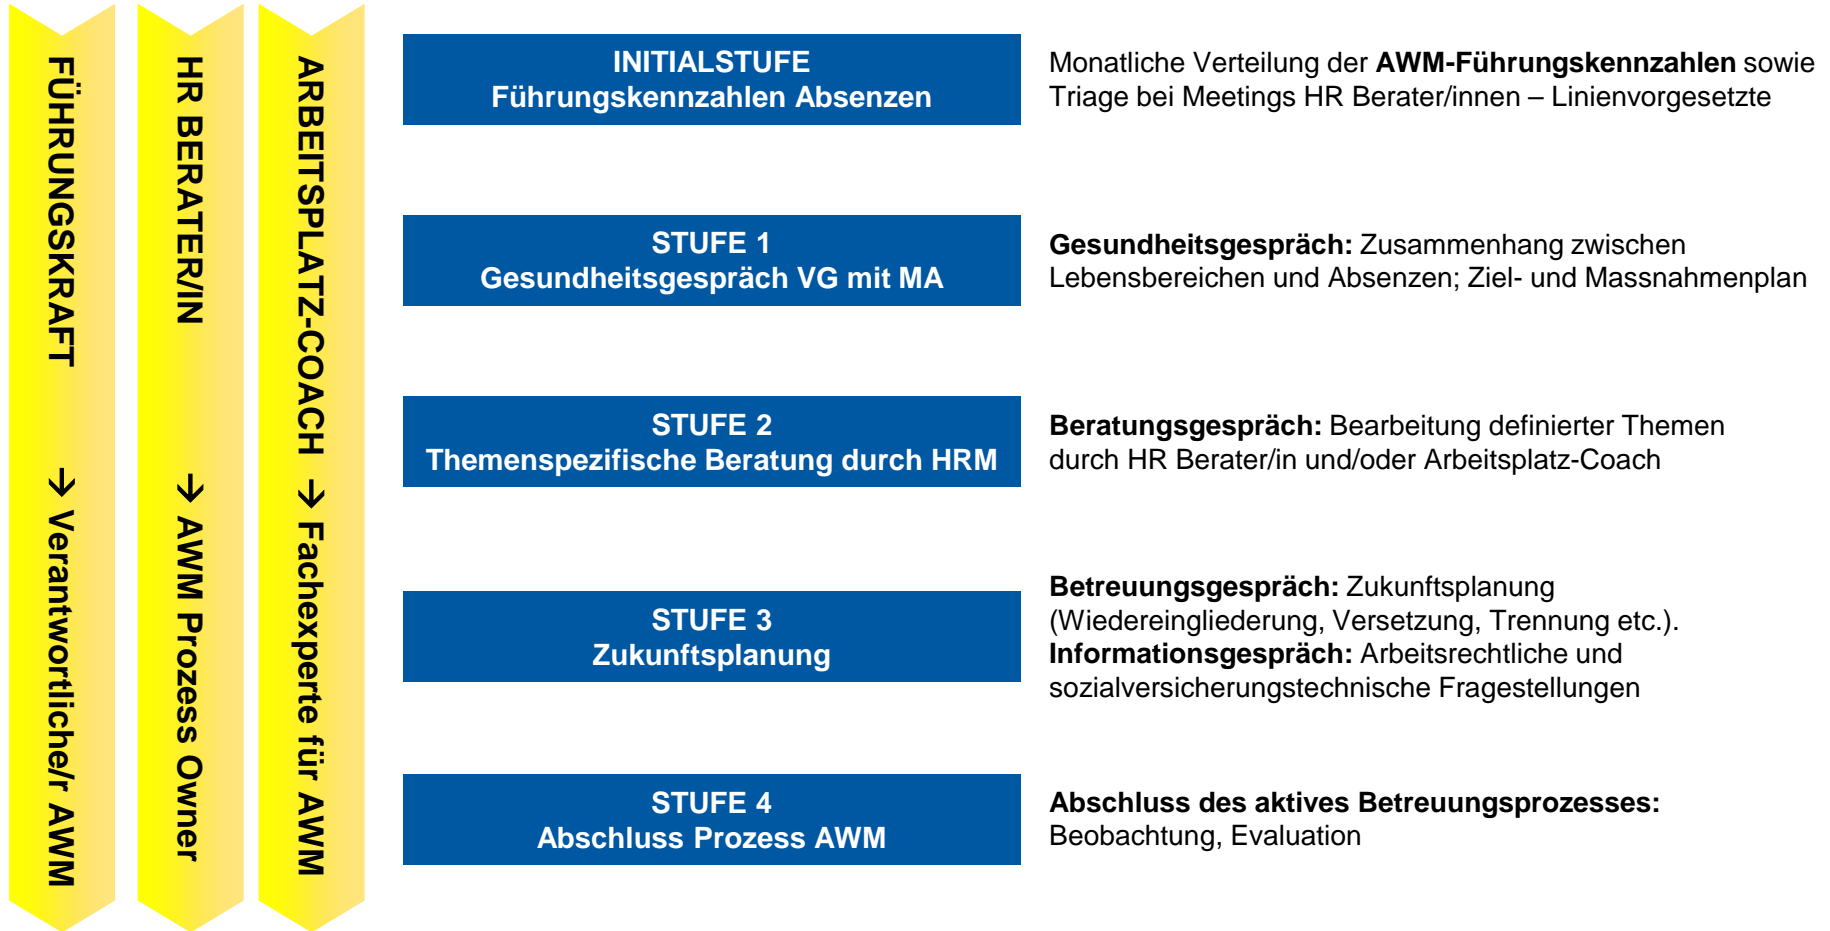 FÜHRUNGSKRAFT → Verantwortliche/r AWM
HR BERATER/IN → AWM Prozess Owner
ARBEITSPLATZ-COACH → Fachexperte für AWM
INITIALSTUFE
Führungskennzahlen Absenzen
Monatliche Verteilung der AWM-Führungskennzahlen sowie
Triage bei Meetings HR Berater/innen – Linienvorgesetzte
STUFE 1
Gesundheitsgespräch VG mit MA
Gesundheitsgespräch: Zusammenhang zwischen
Lebensbereichen und Absenzen; Ziel- und Massnahmenplan
STUFE 2
Themenspezifische Beratung durch HRM
Beratungsgespräch: Bearbeitung definierter Themen
durch HR Berater/in und/oder Arbeitsplatz-Coach
STUFE 3
Zukunftsplanung
Betreuungsgespräch: Zukunftsplanung
(Wiedereingliederung, Versetzung, Trennung etc.).
Informationsgespräch: Arbeitsrechtliche und
sozialversicherungstechnische Fragestellungen
STUFE 4
Abschluss Prozess AWM
Abschluss des aktives Betreuungsprozesses:
Beobachtung, Evaluation